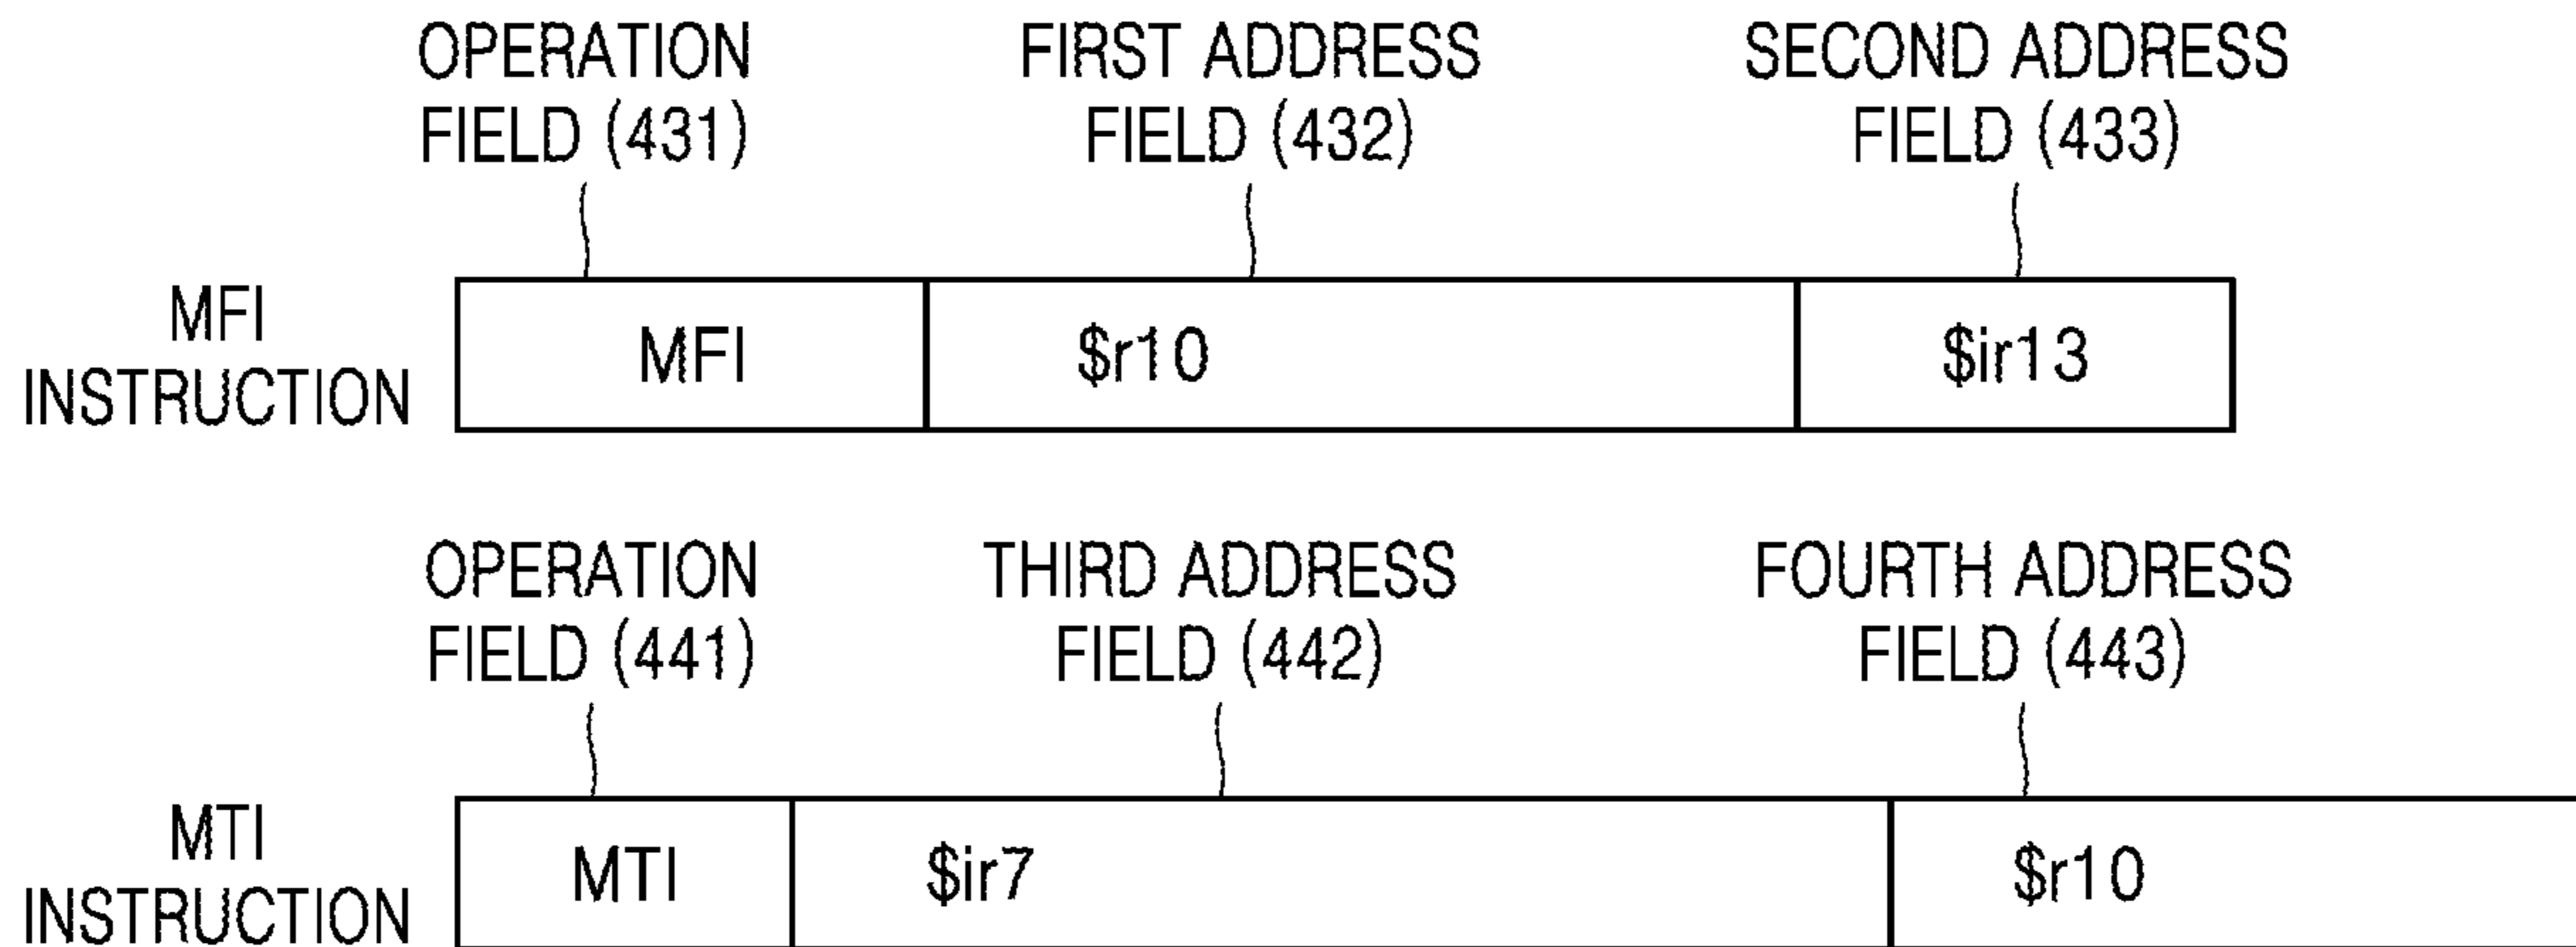 OPERATION FIRST ADDRESS SECOND ADDRESS
FIELD (431) FIELD (432) FIELD (433)
MFI
INSTRUCTION
MFI $r10 $ir13
OPERATION THIRD ADDRESS FOURTH ADDRESS
FIELD (441) FIELD (442) FIELD (443)
MTI
INSTRUCTION
MTI $ir7 $r10